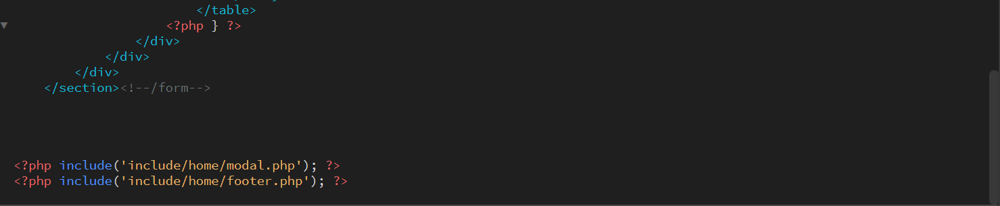 </table>
<?php } ?>
</div>
</div>
</div>
</section><!--/form-->
<?php include('include/home/modal.php'); ?>
<?php include('include/home/footer.php'); ?>